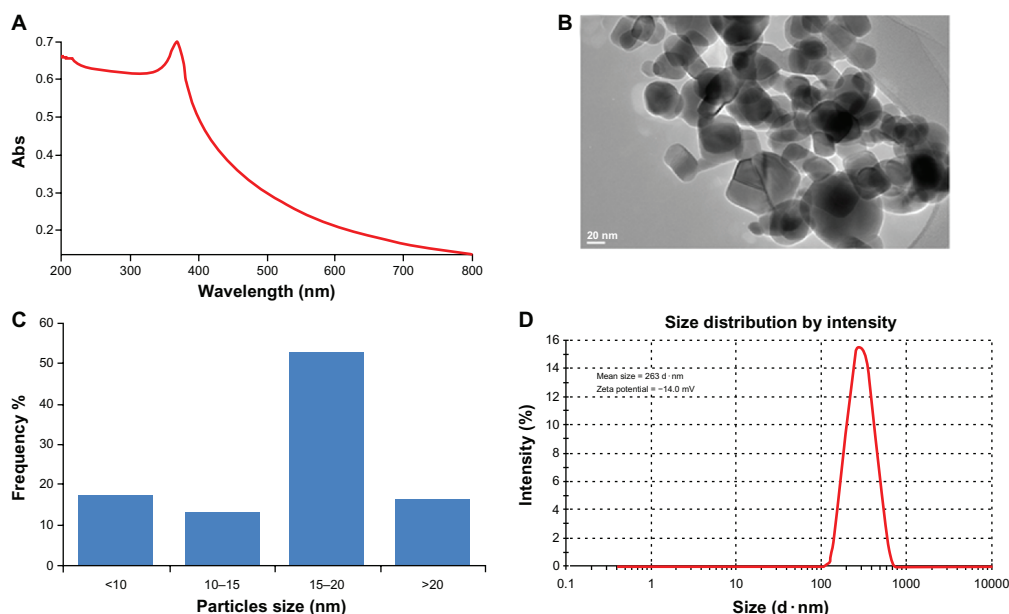 A
0.7
0.6
0.5
0.4
0.3
0.2
Abs
200
300
400
500
600
700
800
Wavelength (nm)
B
20 nm
C
60
50
40
30
20
10
0
Frequency %
<10
10–15
15–20
>20
Particles size (nm)
D
Size distribution by intensity
Mean size = 263 d·nm
Zeta potential = −14.0 mV
16
14
12
10
8
6
4
2
0
Intensity (%)
0.1
1
10
100
1000
10000
Size (d·nm)